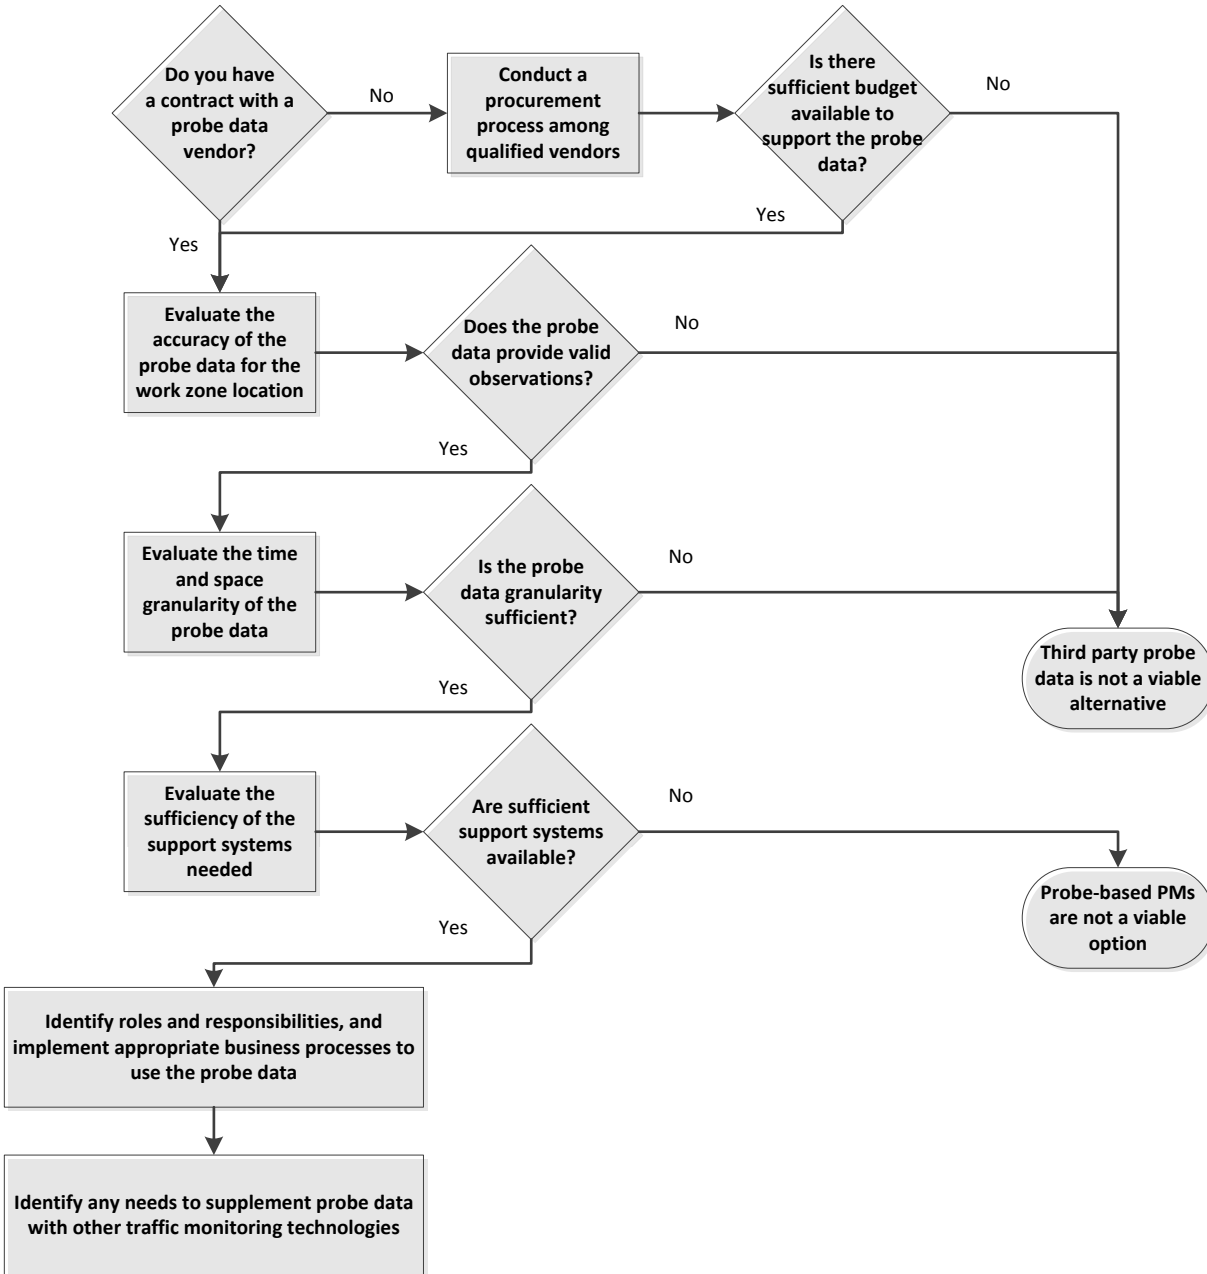 Do you have
a contract with a
probe data
vendor?
No
Conduct a
procurement
process among
qualified vendors
Is there
sufficient budget
available to
support the probe
data?
No
Yes
Yes
Evaluate the
accuracy of the
probe data for the
work zone location
Does the probe
data provide valid
observations?
No
Yes
Evaluate the time
and space
granularity of the
probe data
Is the probe
data granularity
sufficient?
No
Third party probe
data is not a viable
alternative
Yes
Evaluate the
sufficiency of the
support systems
needed
Are sufficient
support systems
available?
No
Probe-based PMs
are not a viable
option
Yes
Identify roles and responsibilities, and
implement appropriate business processes to
use the probe data
Identify any needs to supplement probe data
with other traffic monitoring technologies